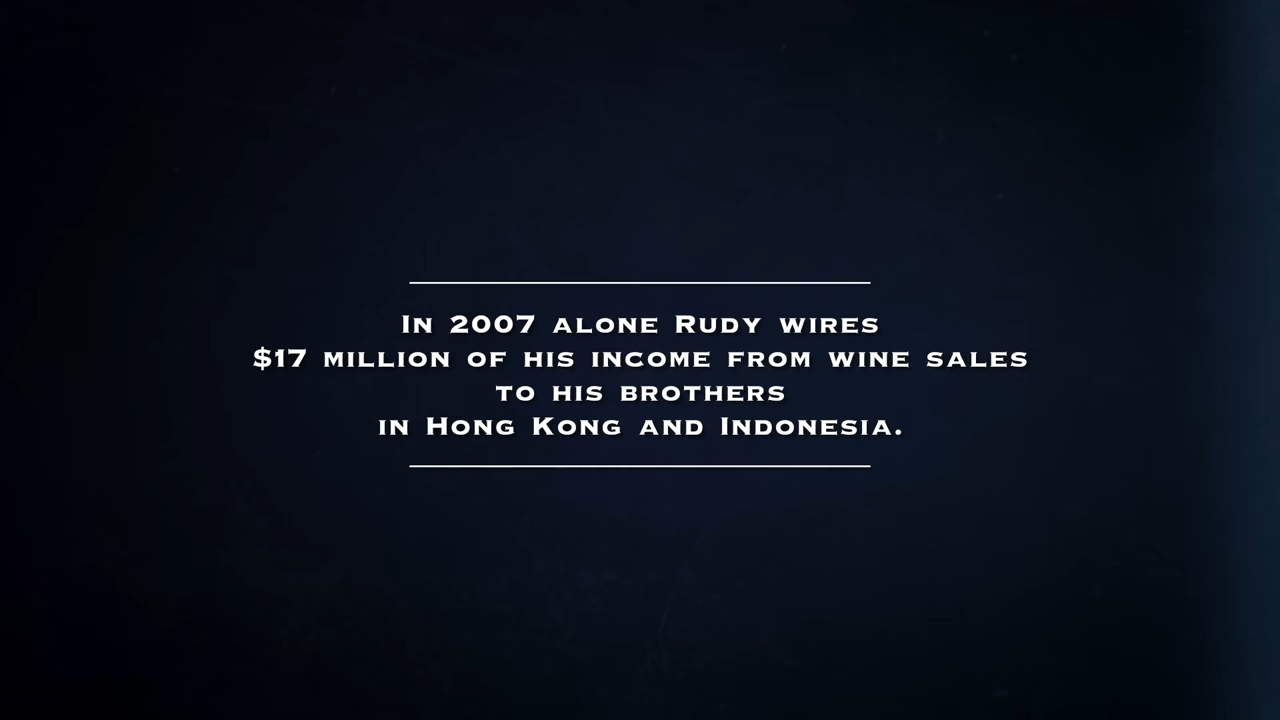 In 2007 alone Rudy wires
$17 million of his income from wine sales
to his brothers
in Hong Kong and Indonesia.